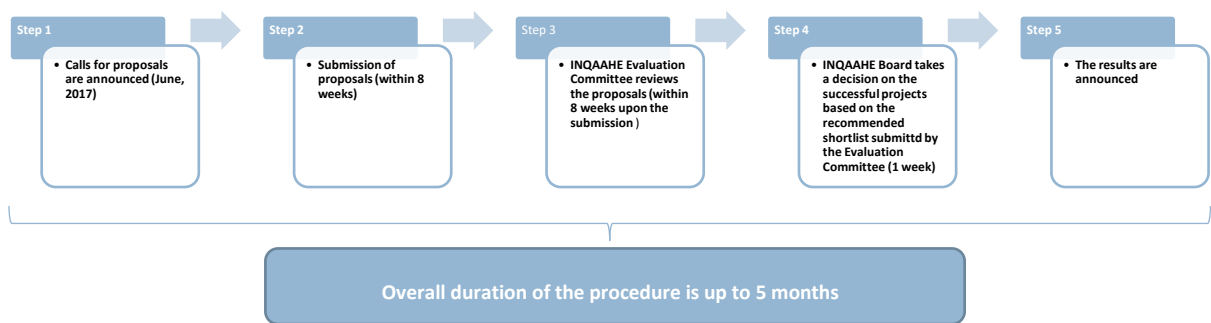 Step 1
• Calls for proposals
are announced (June,
2017)
Step 2
• Submission of
proposals (within 8
weeks)
Step 3
• INQAAHE Evaluation
Committee reviews
the proposals (within
8 weeks upon the
submission )
Step 4
• INQAAHE Board takes
a decision on the
successful projects
based on the
recommended
shortlist submittd by
the Evaluation
Committee (1 week)
Step 5
• The results are
announced
Overall duration of the procedure is up to 5 months